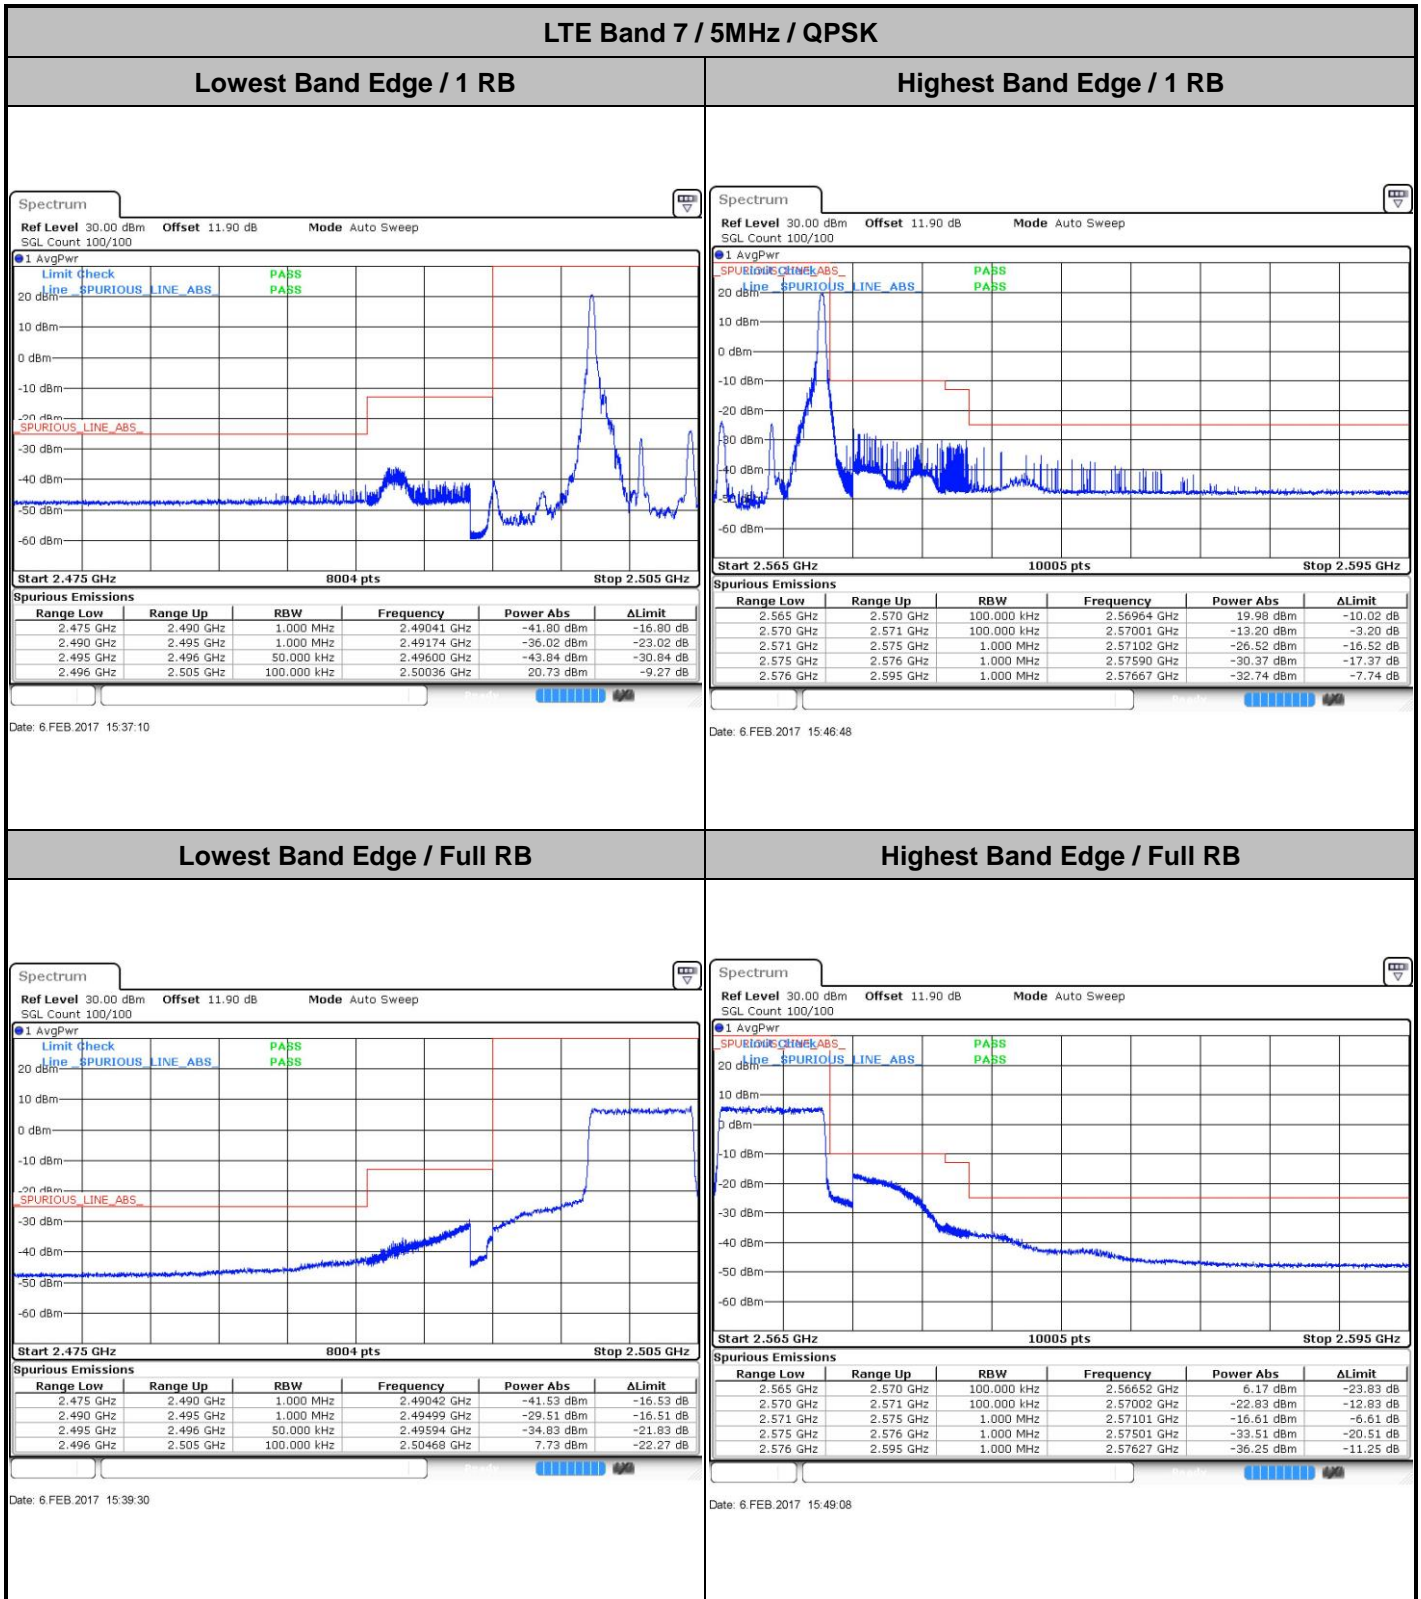 LTE Band 7 / 5MHz / QPSK
Lowest Band Edge / 1 RB
Highest Band Edge / 1 RB
Spectrum
Ref Level 30.00 dBm Offset 11.90 dB Mode Auto Sweep
SGL Count 100/100
1 AvgPwr
Limit Check PASS
Line _SPURIOUS_LINE_ABS_ PASS
20 dBm
10 dBm
0 dBm
-10 dBm
-20 dBm
_SPURIOUS_LINE_ABS_
-30 dBm
-40 dBm
-50 dBm
-60 dBm
Start 2.475 GHz 8004 pts Stop 2.505 GHz
Spurious Emissions
Range Low Range Up RBW Frequency Power Abs ΔLimit
2.475 GHz 2.490 GHz 1.000 MHz 2.49041 GHz -41.80 dBm -16.80 dB
2.490 GHz 2.495 GHz 1.000 MHz 2.49174 GHz -36.02 dBm -23.02 dB
2.495 GHz 2.496 GHz 50.000 kHz 2.49600 GHz -43.84 dBm -30.84 dB
2.496 GHz 2.505 GHz 100.000 kHz 2.50036 GHz 20.73 dBm -9.27 dB
Ready
Date: 6.FEB.2017 15:37:10
Spectrum
Ref Level 30.00 dBm Offset 11.90 dB Mode Auto Sweep
SGL Count 100/100
1 AvgPwr
_SPURIOUS_LINE_ABS_
Limit Check PASS
Line _SPURIOUS_LINE_ABS_ PASS
20 dBm
10 dBm
0 dBm
-10 dBm
-20 dBm
-30 dBm
-40 dBm
-50 dBm
-60 dBm
Start 2.565 GHz 10005 pts Stop 2.595 GHz
Spurious Emissions
Range Low Range Up RBW Frequency Power Abs ΔLimit
2.565 GHz 2.570 GHz 100.000 kHz 2.56964 GHz 19.98 dBm -10.02 dB
2.570 GHz 2.571 GHz 100.000 kHz 2.57001 GHz -13.20 dBm -3.20 dB
2.571 GHz 2.575 GHz 1.000 MHz 2.57102 GHz -26.52 dBm -16.52 dB
2.575 GHz 2.576 GHz 1.000 MHz 2.57590 GHz -30.37 dBm -17.37 dB
2.576 GHz 2.595 GHz 1.000 MHz 2.57667 GHz -32.74 dBm -7.74 dB
Date: 6.FEB.2017 15:46:48
Lowest Band Edge / Full RB
Highest Band Edge / Full RB
Spectrum
Ref Level 30.00 dBm Offset 11.90 dB Mode Auto Sweep
SGL Count 100/100
1 AvgPwr
Limit Check PASS
Line _SPURIOUS_LINE_ABS_ PASS
20 dBm
10 dBm
0 dBm
-10 dBm
-20 dBm
_SPURIOUS_LINE_ABS_
-30 dBm
-40 dBm
-50 dBm
-60 dBm
Start 2.475 GHz 8004 pts Stop 2.505 GHz
Spurious Emissions
Range Low Range Up RBW Frequency Power Abs ΔLimit
2.475 GHz 2.490 GHz 1.000 MHz 2.49042 GHz -41.53 dBm -16.53 dB
2.490 GHz 2.495 GHz 1.000 MHz 2.49499 GHz -29.51 dBm -16.51 dB
2.495 GHz 2.496 GHz 50.000 kHz 2.49594 GHz -34.83 dBm -21.83 dB
2.496 GHz 2.505 GHz 100.000 kHz 2.50468 GHz 7.73 dBm -22.27 dB
Ready
Date: 6.FEB.2017 15:39:30
Spectrum
Ref Level 30.00 dBm Offset 11.90 dB Mode Auto Sweep
SGL Count 100/100
1 AvgPwr
_SPURIOUS_LINE_ABS_
Limit Check PASS
Line _SPURIOUS_LINE_ABS_ PASS
20 dBm
10 dBm
0 dBm
-10 dBm
-20 dBm
-30 dBm
-40 dBm
-50 dBm
-60 dBm
Start 2.565 GHz 10005 pts Stop 2.595 GHz
Spurious Emissions
Range Low Range Up RBW Frequency Power Abs ΔLimit
2.565 GHz 2.570 GHz 100.000 kHz 2.56652 GHz 6.17 dBm -23.83 dB
2.570 GHz 2.571 GHz 100.000 kHz 2.57002 GHz -22.83 dBm -12.83 dB
2.571 GHz 2.575 GHz 1.000 MHz 2.57101 GHz -16.61 dBm -6.61 dB
2.575 GHz 2.576 GHz 1.000 MHz 2.57501 GHz -33.51 dBm -20.51 dB
2.576 GHz 2.595 GHz 1.000 MHz 2.57627 GHz -36.25 dBm -11.25 dB
Ready
Date: 6.FEB.2017 15:49:08